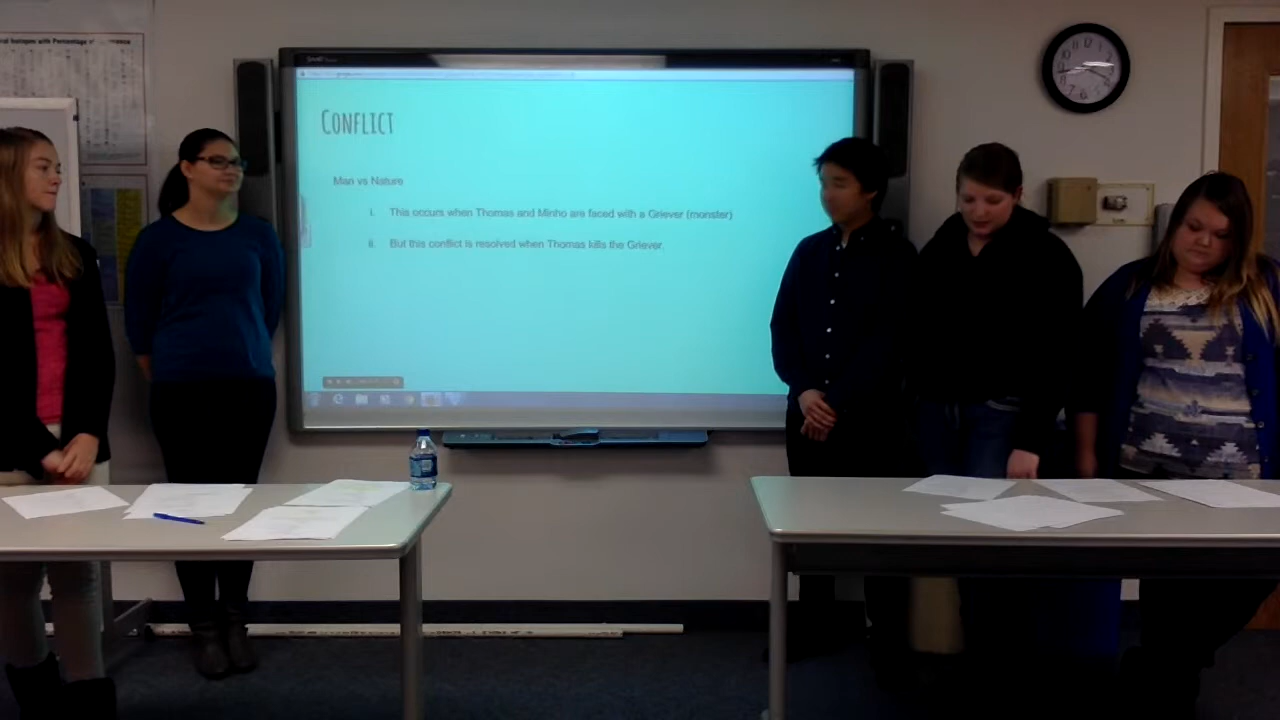 CONFLICT
Man vs Nature
i. This occurs when Thomas and Minho are faced with a Griever (monster)
ii. But this conflict is resolved when Thomas kills the Griever.